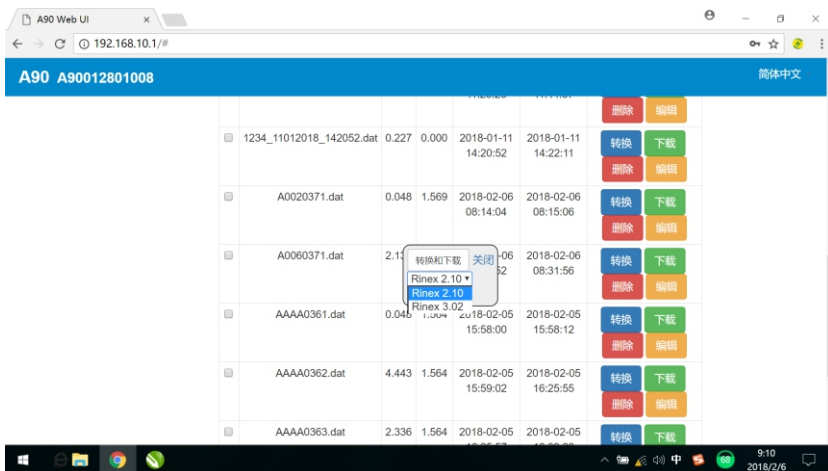 A90 Web UI
192.168.10.1/#
A90 A90012801008
简体中文
删除 编辑
1234_11012018_142052.dat 0.227 0.000 2018-01-11 2018-01-11 转换 下载
14:20:52 14:22:11
删除 编辑
A0020371.dat 0.048 1.569 2018-02-06 2018-02-06 转换 下载
08:14:04 08:15:06
删除 编辑
A0060371.dat 2018-02-06 转换 下载
08:31:56
删除 编辑
转换和下载 关闭
Rinex 2.10
Rinex 2.10
Rinex 3.02
AAAA0361.dat 2018-02-05 2018-02-05 转换 下载
15:58:00 15:58:12
删除 编辑
AAAA0362.dat 4.443 1.564 2018-02-05 2018-02-05 转换 下载
15:59:02 16:25:55
删除 编辑
AAAA0363.dat 2.336 1.564 2018-02-05 2018-02-05 转换 下载
中 68 9:10
2018/2/6